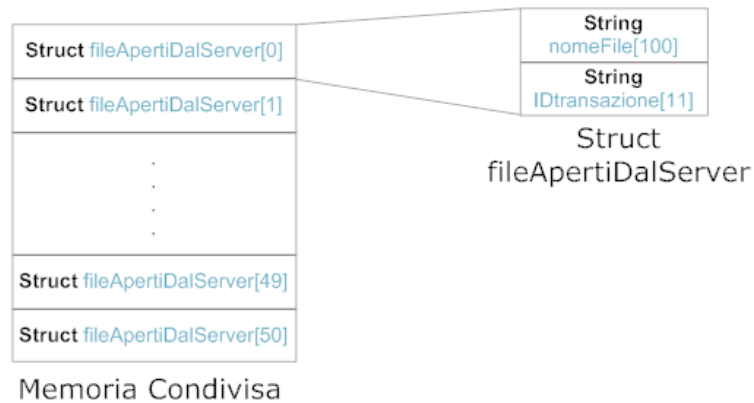 Struct fileApertiDalServer[0]
Struct fileApertiDalServer[1]
.
.
.
.
Struct fileApertiDalServer[49]
Struct fileApertiDalServer[50]
Memoria Condivisa
String
nomeFile[100]
String
IDtransazione[11]
Struct
fileApertiDalServer